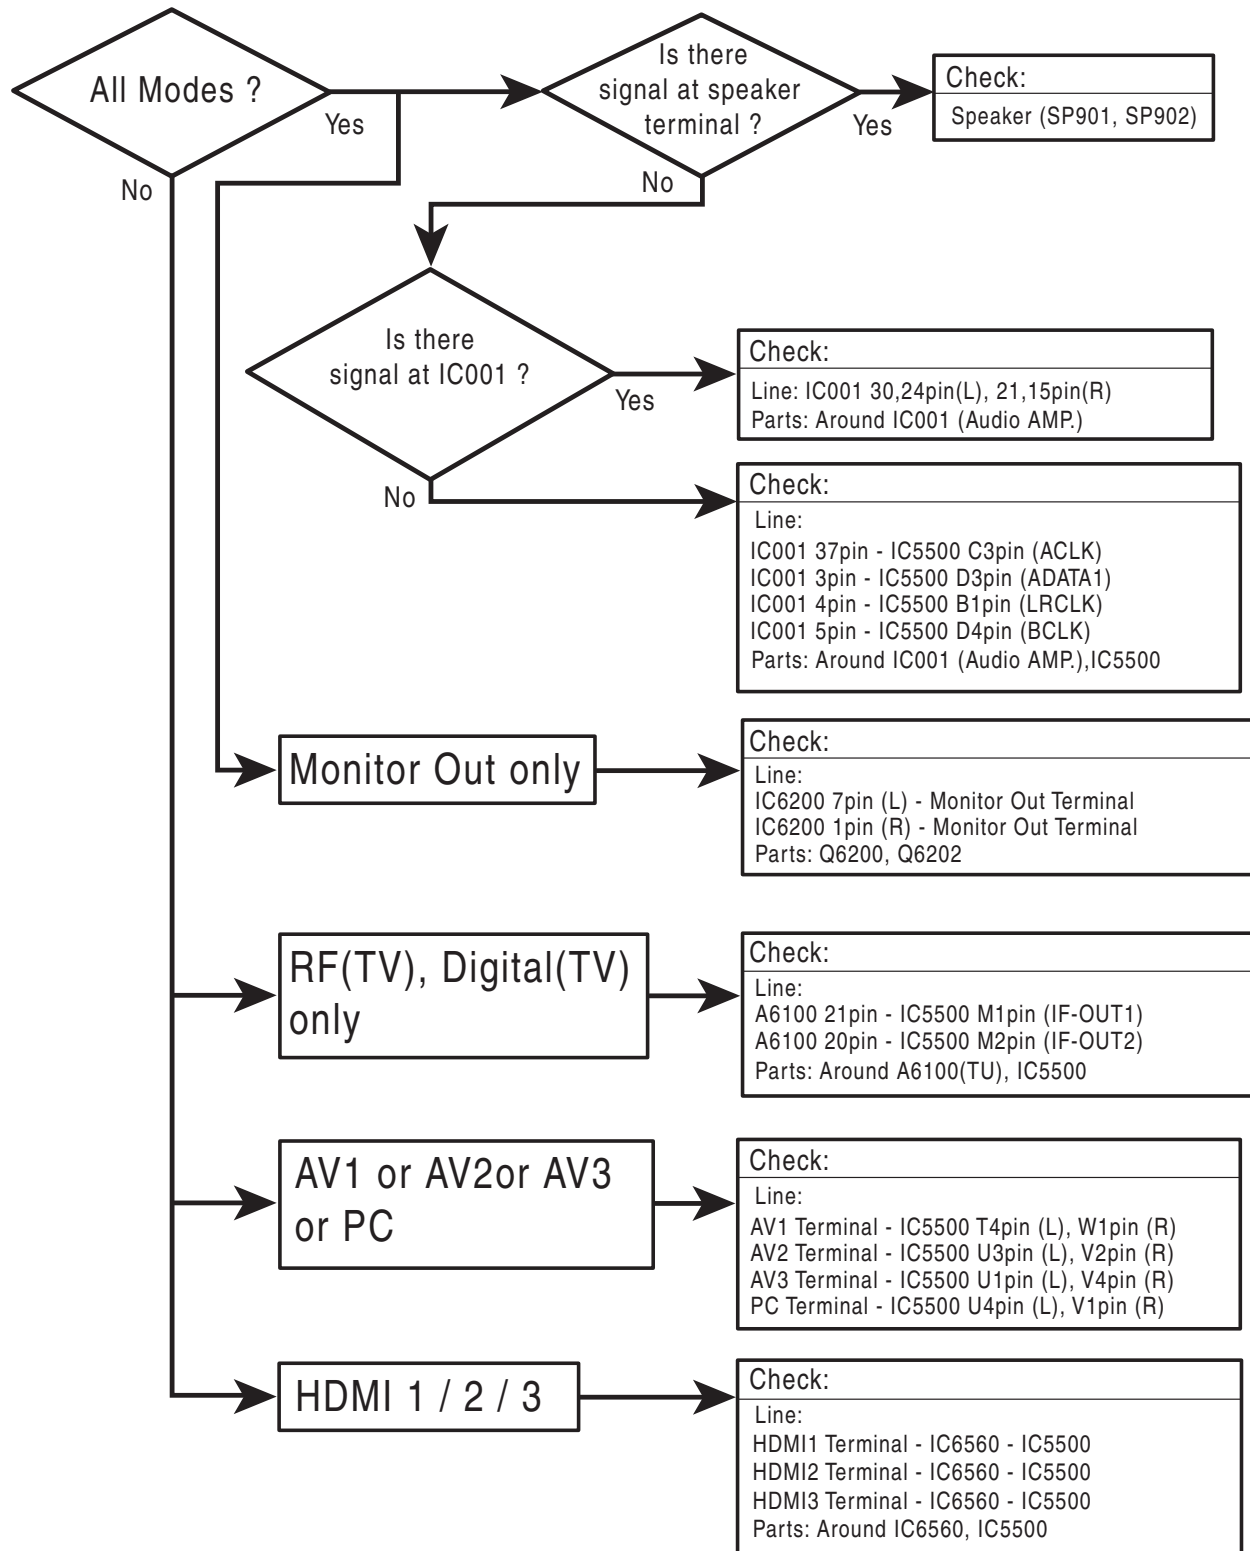 All Modes ?
Yes
No
Is there
signal at speaker
terminal ?
Yes
No
Check:
Speaker (SP901, SP902)
Is there
signal at IC001 ?
Yes
No
Check:
Line: IC001 30,24pin(L), 21,15pin(R)
Parts: Around IC001 (Audio AMP.)
Check:
Line:
IC001 37pin - IC5500 C3pin (ACLK)
IC001 3pin - IC5500 D3pin (ADATA1)
IC001 4pin - IC5500 B1pin (LRCLK)
IC001 5pin - IC5500 D4pin (BCLK)
Parts: Around IC001 (Audio AMP.),IC5500
Monitor Out only
Check:
Line:
IC6200 7pin (L) - Monitor Out Terminal
IC6200 1pin (R) - Monitor Out Terminal
Parts: Q6200, Q6202
RF(TV), Digital(TV)
only
Check:
Line:
A6100 21pin - IC5500 M1pin (IF-OUT1)
A6100 20pin - IC5500 M2pin (IF-OUT2)
Parts: Around A6100(TU), IC5500
AV1 or AV2or AV3
or PC
Check:
Line:
AV1 Terminal - IC5500 T4pin (L), W1pin (R)
AV2 Terminal - IC5500 U3pin (L), V2pin (R)
AV3 Terminal - IC5500 U1pin (L), V4pin (R)
PC Terminal - IC5500 U4pin (L), V1pin (R)
HDMI 1 / 2 / 3
Check:
Line:
HDMI1 Terminal - IC6560 - IC5500
HDMI2 Terminal - IC6560 - IC5500
HDMI3 Terminal - IC6560 - IC5500
Parts: Around IC6560, IC5500